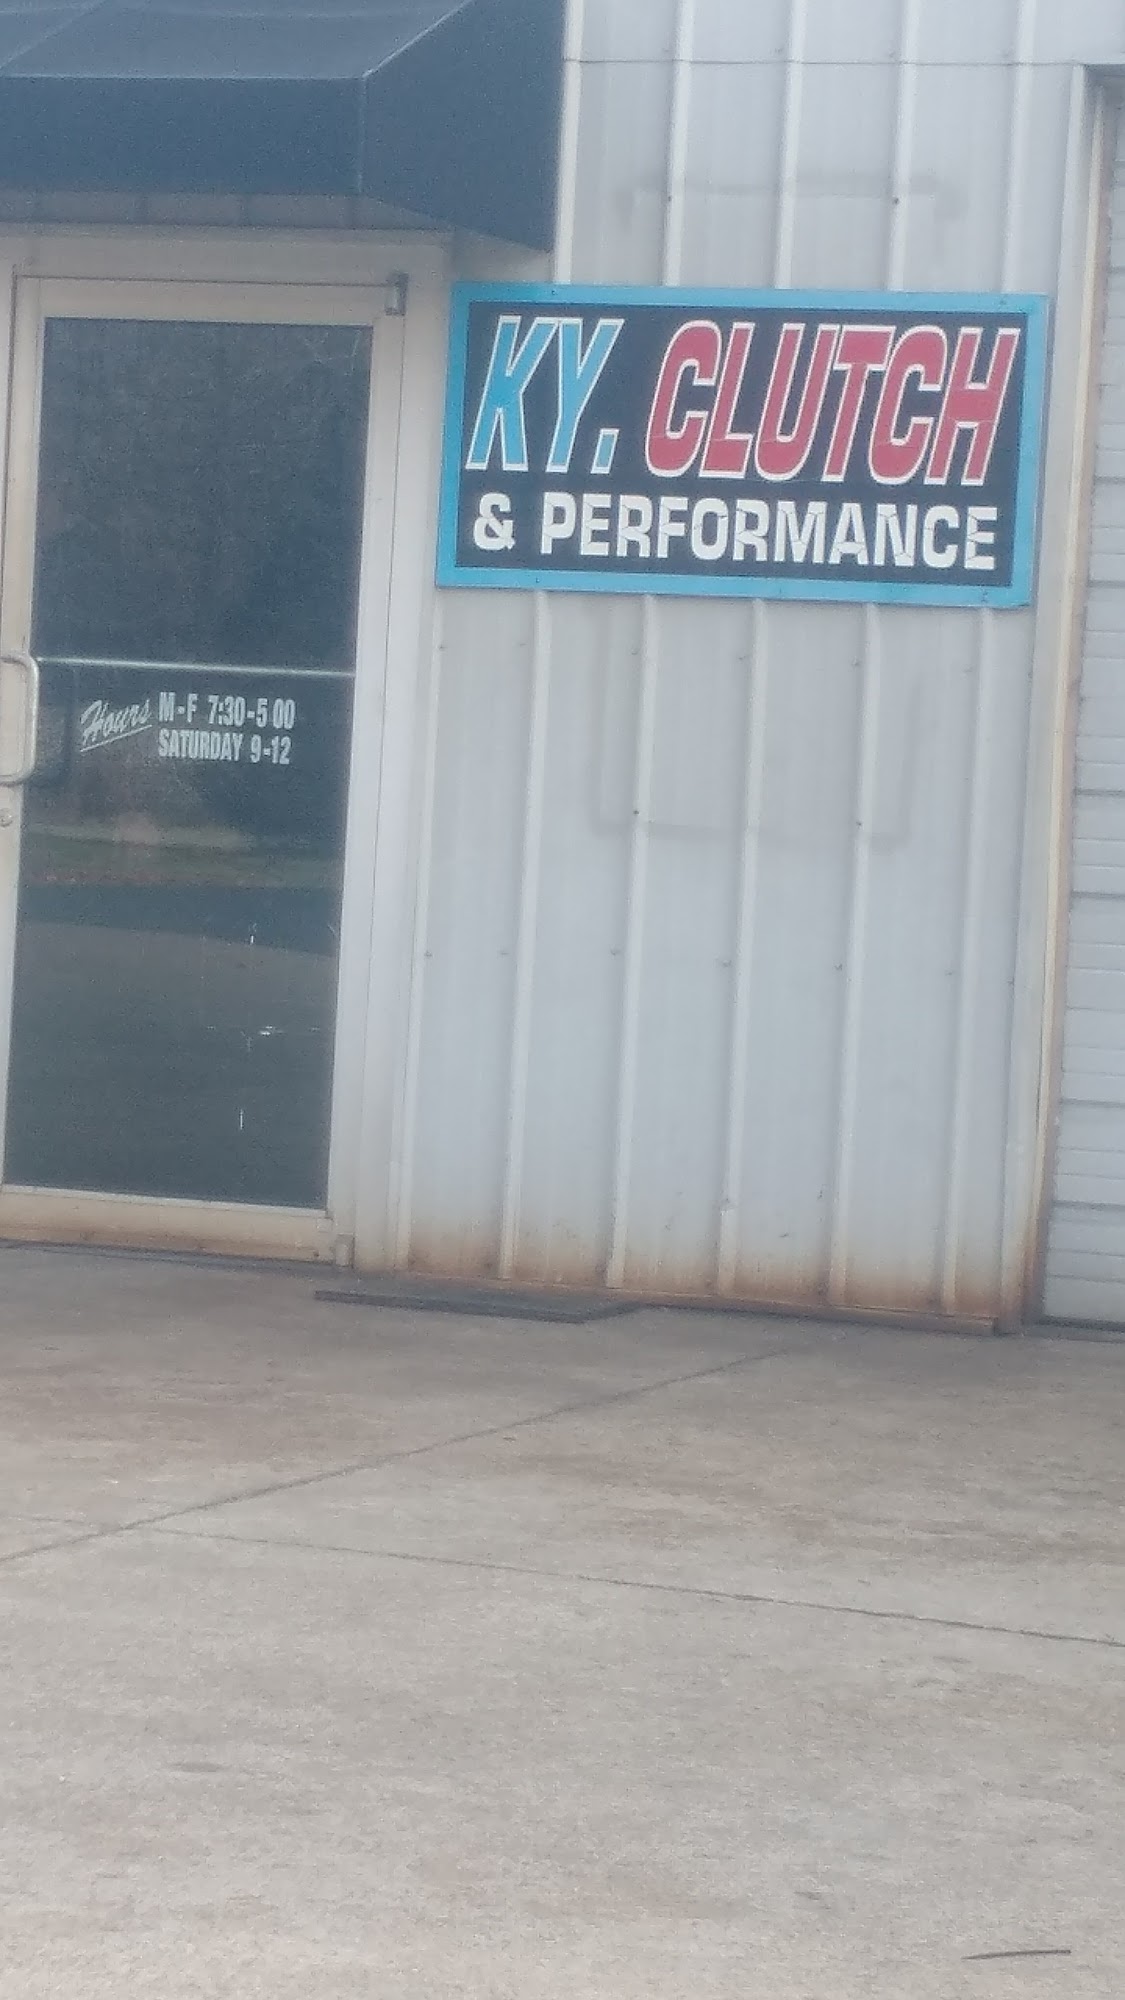 KY. CLUTCH
& PERFORMANCE
Hours M-F 7:30-5 00
SATURDAY 9-12